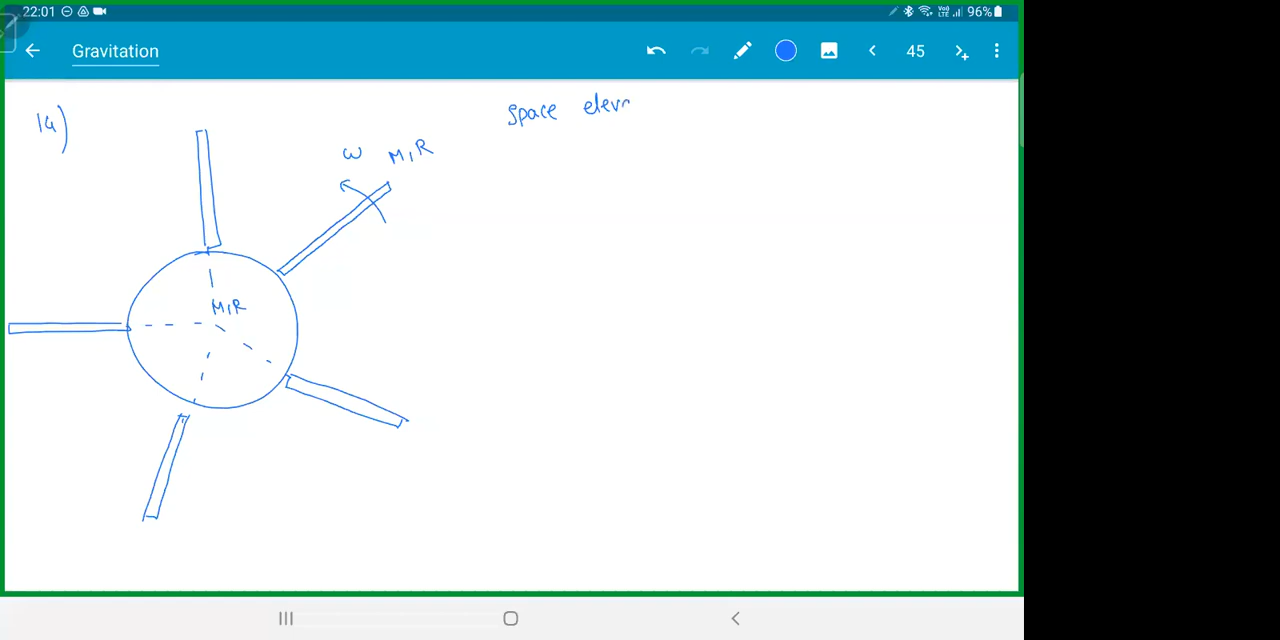 22:01 96%
Gravitation 45
14)
space elev
ω M,R
M,R